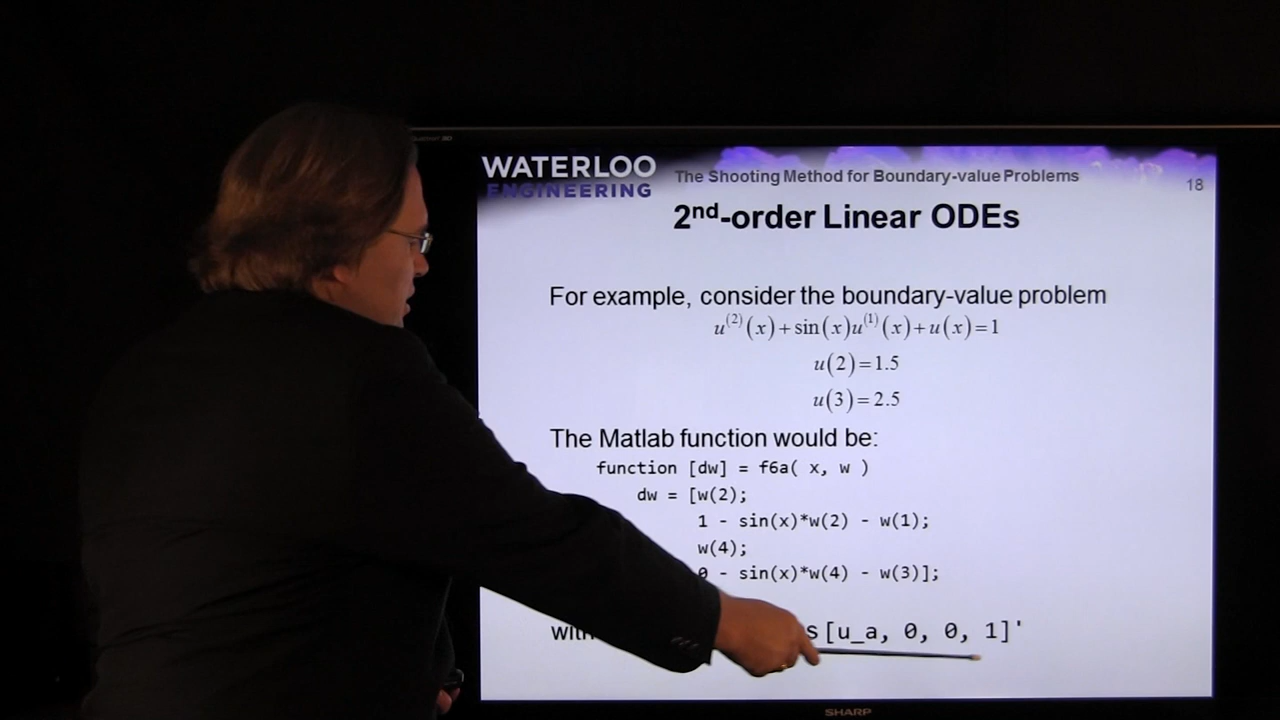 WATERLOO
ENGINEERING
The Shooting Method for Boundary-value Problems
18
2nd-order Linear ODEs
For example, consider the boundary-value problem
u^(2)(x)+sin(x)u^(1)(x)+u(x)=1
u(2)=1.5
u(3)=2.5
The Matlab function would be:
function [dw] = f6a( x, w )
dw = [w(2);
1 - sin(x)*w(2) - w(1);
w(4);
0 - sin(x)*w(4) - w(3)];
[u_a, 0, 0, 1]'
SHARP